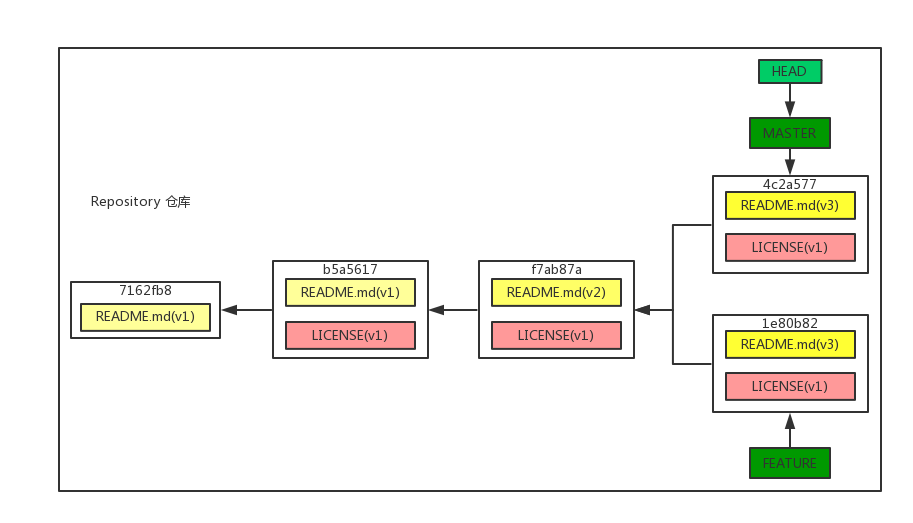 HEAD
MASTER
4c2a577
README.md(v3)
LICENSE(v1)
Repository 仓库
7162fb8
README.md(v1)
b5a5617
README.md(v1)
LICENSE(v1)
f7ab87a
README.md(v2)
LICENSE(v1)
1e80b82
README.md(v3)
LICENSE(v1)
FEATURE